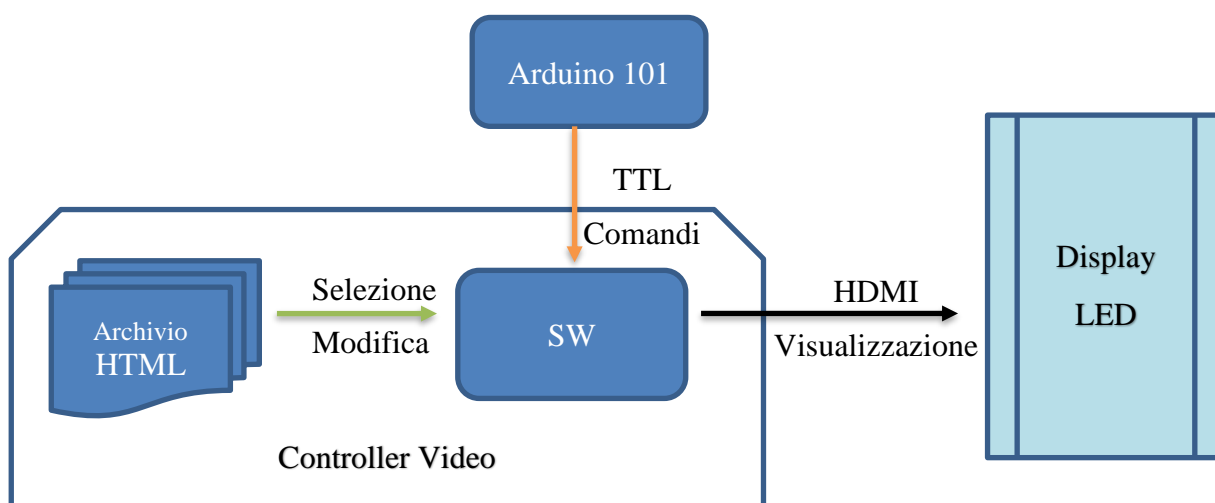 Arduino 101
TTL
Comandi
Archivio
HTML
Selezione
Modifica
SW
HDMI
Visualizzazione
Display
LED
Controller Video